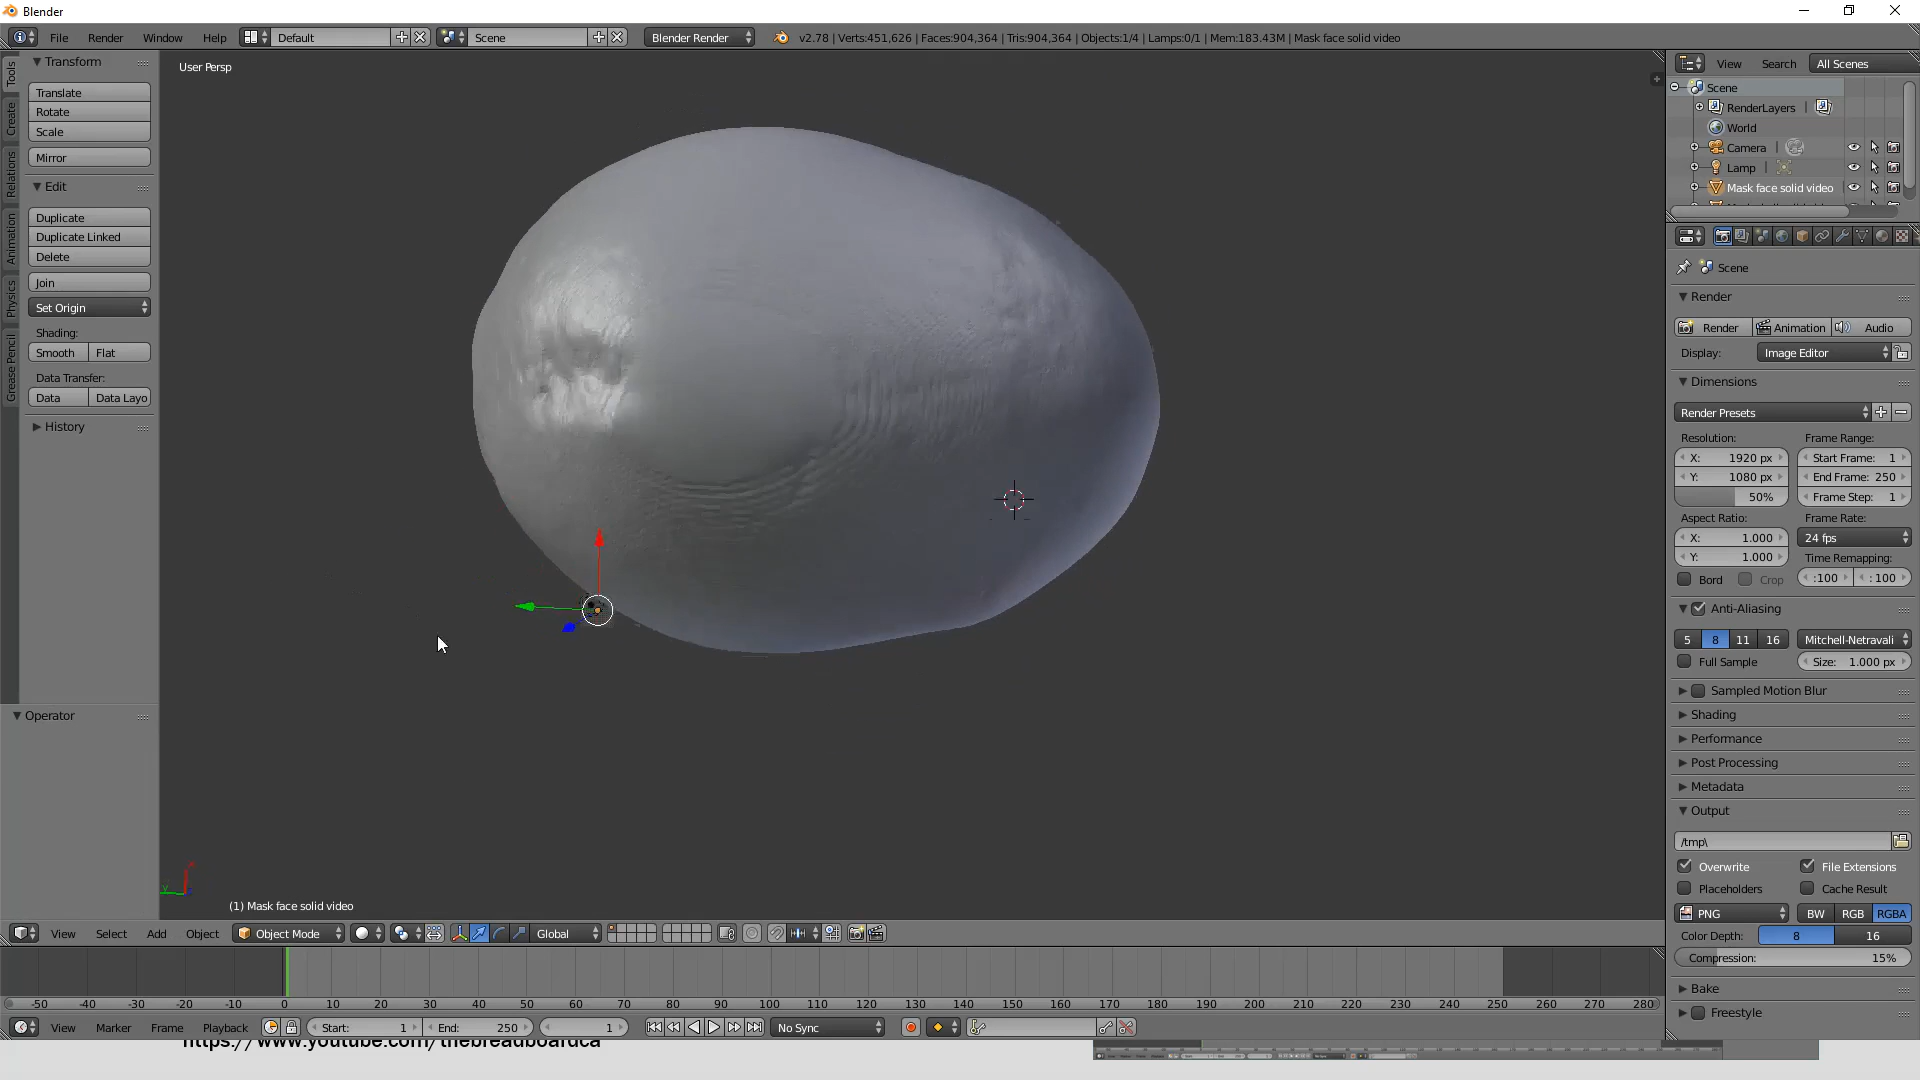 Blender
File Render Window Help Default Scene Blender Render v2.78 | Verts:451,626 | Faces:904,364 | Tris:904,364 | Objects:1/4 | Lamps:0/1 | Mem:183.43M | Mask face solid video
Tools
Create
Relations
Animation
Physics
Grease Pencil
Transform
Translate
Rotate
Scale
Mirror
Edit
Duplicate
Duplicate Linked
Delete
Join
Set Origin
Shading:
Smooth Flat
Data Transfer:
Data Data Layo
History
Operator
User Persp
(1) Mask face solid video
View Search All Scenes
Scene
RenderLayers
World
Camera
Lamp
Mask face solid video
Scene
Render
Render Animation Audio
Display: Image Editor
Dimensions
Render Presets
Resolution: Frame Range:
X: 1920 px Start Frame: 1
Y: 1080 px End Frame: 250
50% Frame Step: 1
Aspect Ratio: Frame Rate:
X: 1.000 24 fps
Y: 1.000 Time Remapping:
Bord Crop :100 : 100
Anti-Aliasing
5 8 11 16 Mitchell-Netravali
Full Sample Size: 1.000 px
Sampled Motion Blur
Shading
Performance
Post Processing
Metadata
Output
/tmp\
Overwrite File Extensions
Placeholders Cache Result
PNG BW RGB RGBA
Color Depth: 8 16
Compression: 15%
Bake
Freestyle
View Select Add Object Object Mode Global
-50 -40 -30 -20 -10 0 10 20 30 40 50 60 70 80 90 100 110 120 130 140 150 160 170 180 190 200 210 220 230 240 250 260 270 280
View Marker Frame Playback Start: 1 End: 250 1 No Sync
https://www.youtube.com/thebreadboardca